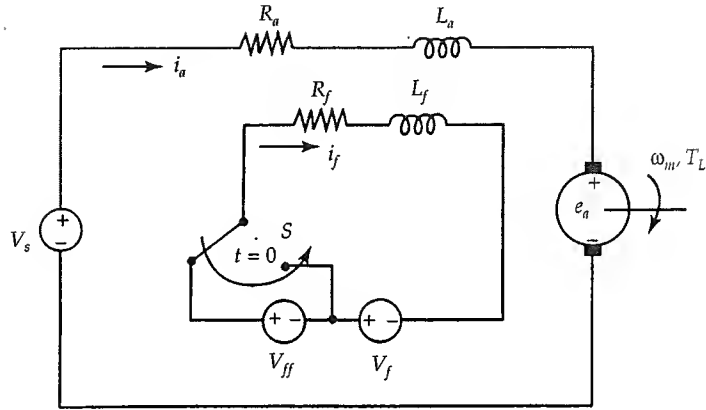 R_a
L_a
i_a
R_f
L_f
i_f
ω_m, T_L
+
e_a
−
+
V_s
−
S
t = 0
+ −
+ −
V_ff
V_f